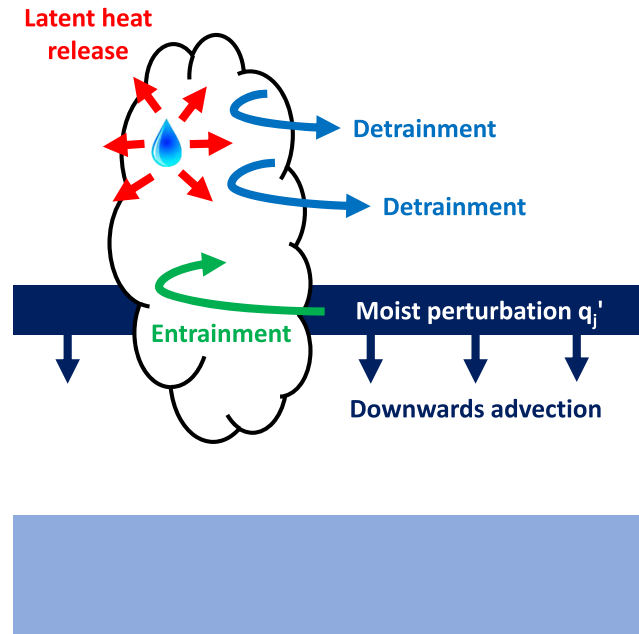 Latent heat
release
Detrainment
Detrainment
Moist perturbation qj'
Entrainment
Downwards advection